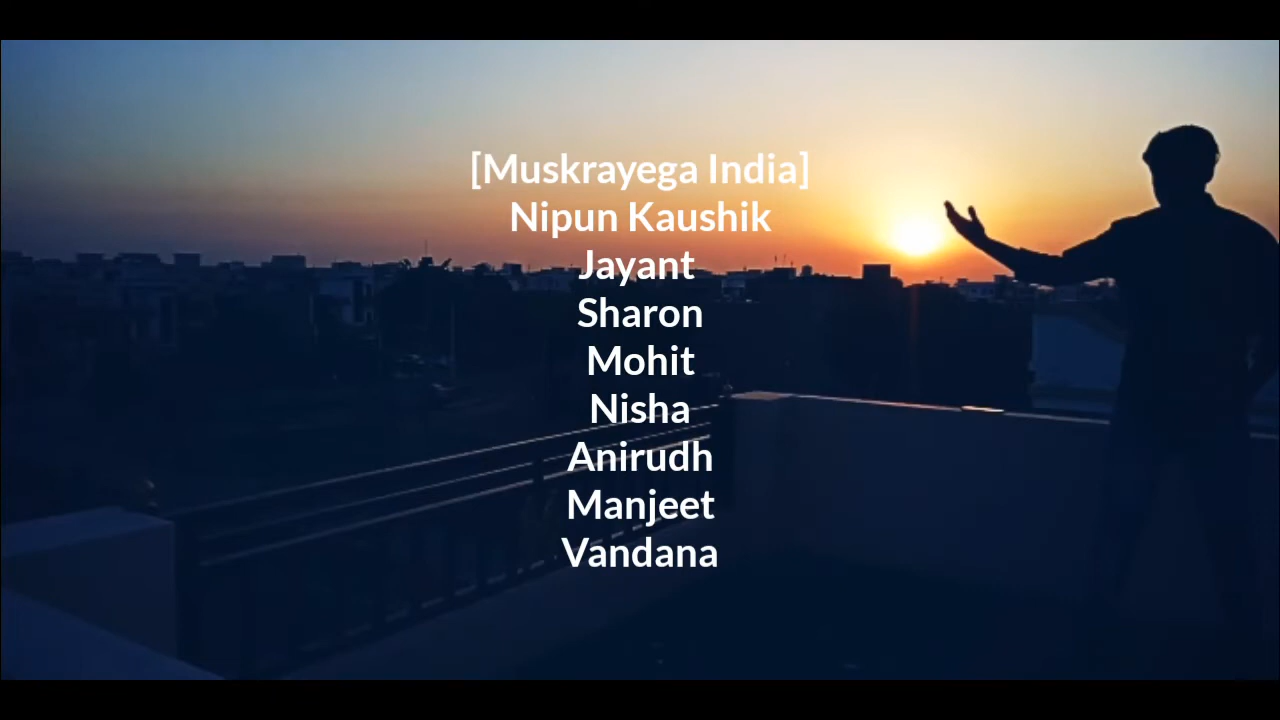 [Muskrayega India]
Nipun Kaushik
Jayant
Sharon
Mohit
Nisha
Anirudh
Manjeet
Vandana